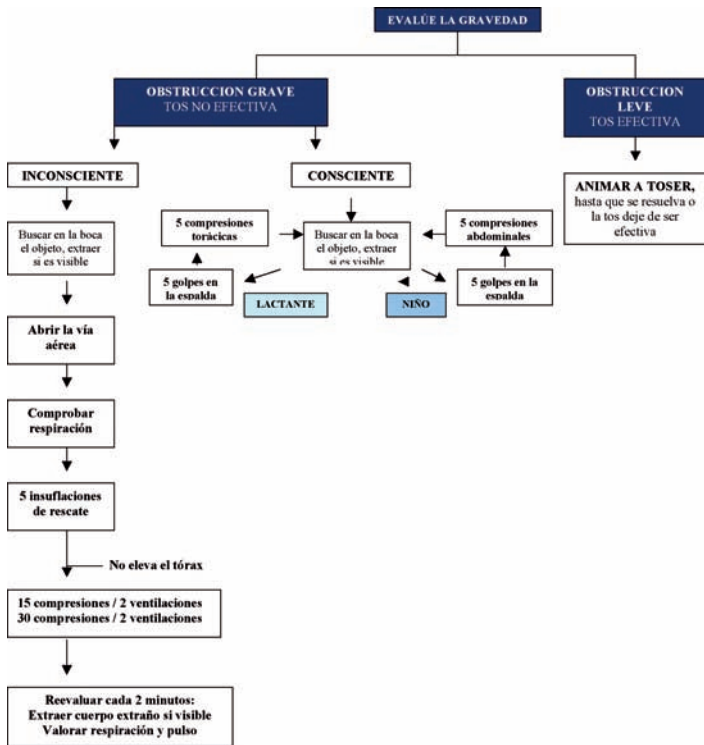 EVALÚE LA GRAVEDAD
OBSTRUCCION GRAVE
TOS NO EFECTIVA
OBSTRUCCION
LEVE
TOS EFECTIVA
INCONSCIENTE
CONSCIENTE
ANIMAR A TOSER,
hasta que se resuelva o
la tos deje de ser
efectiva
Buscar en la boca
el objeto, extraer
si es visible
5 compresiones
torácicas
Buscar en la boca
el objeto, extraer
si es visible
5 compresiones
abdominales
5 golpes en
la espalda
5 golpes en
la espalda
LACTANTE
NIÑO
Abrir la vía
aérea
Comprobar
respiración
5 insuflaciones
de rescate
No eleva el tórax
15 compresiones / 2 ventilaciones
30 compresiones / 2 ventilaciones
Reevaluar cada 2 minutos:
Extraer cuerpo extraño si visible
Valorar respiración y pulso